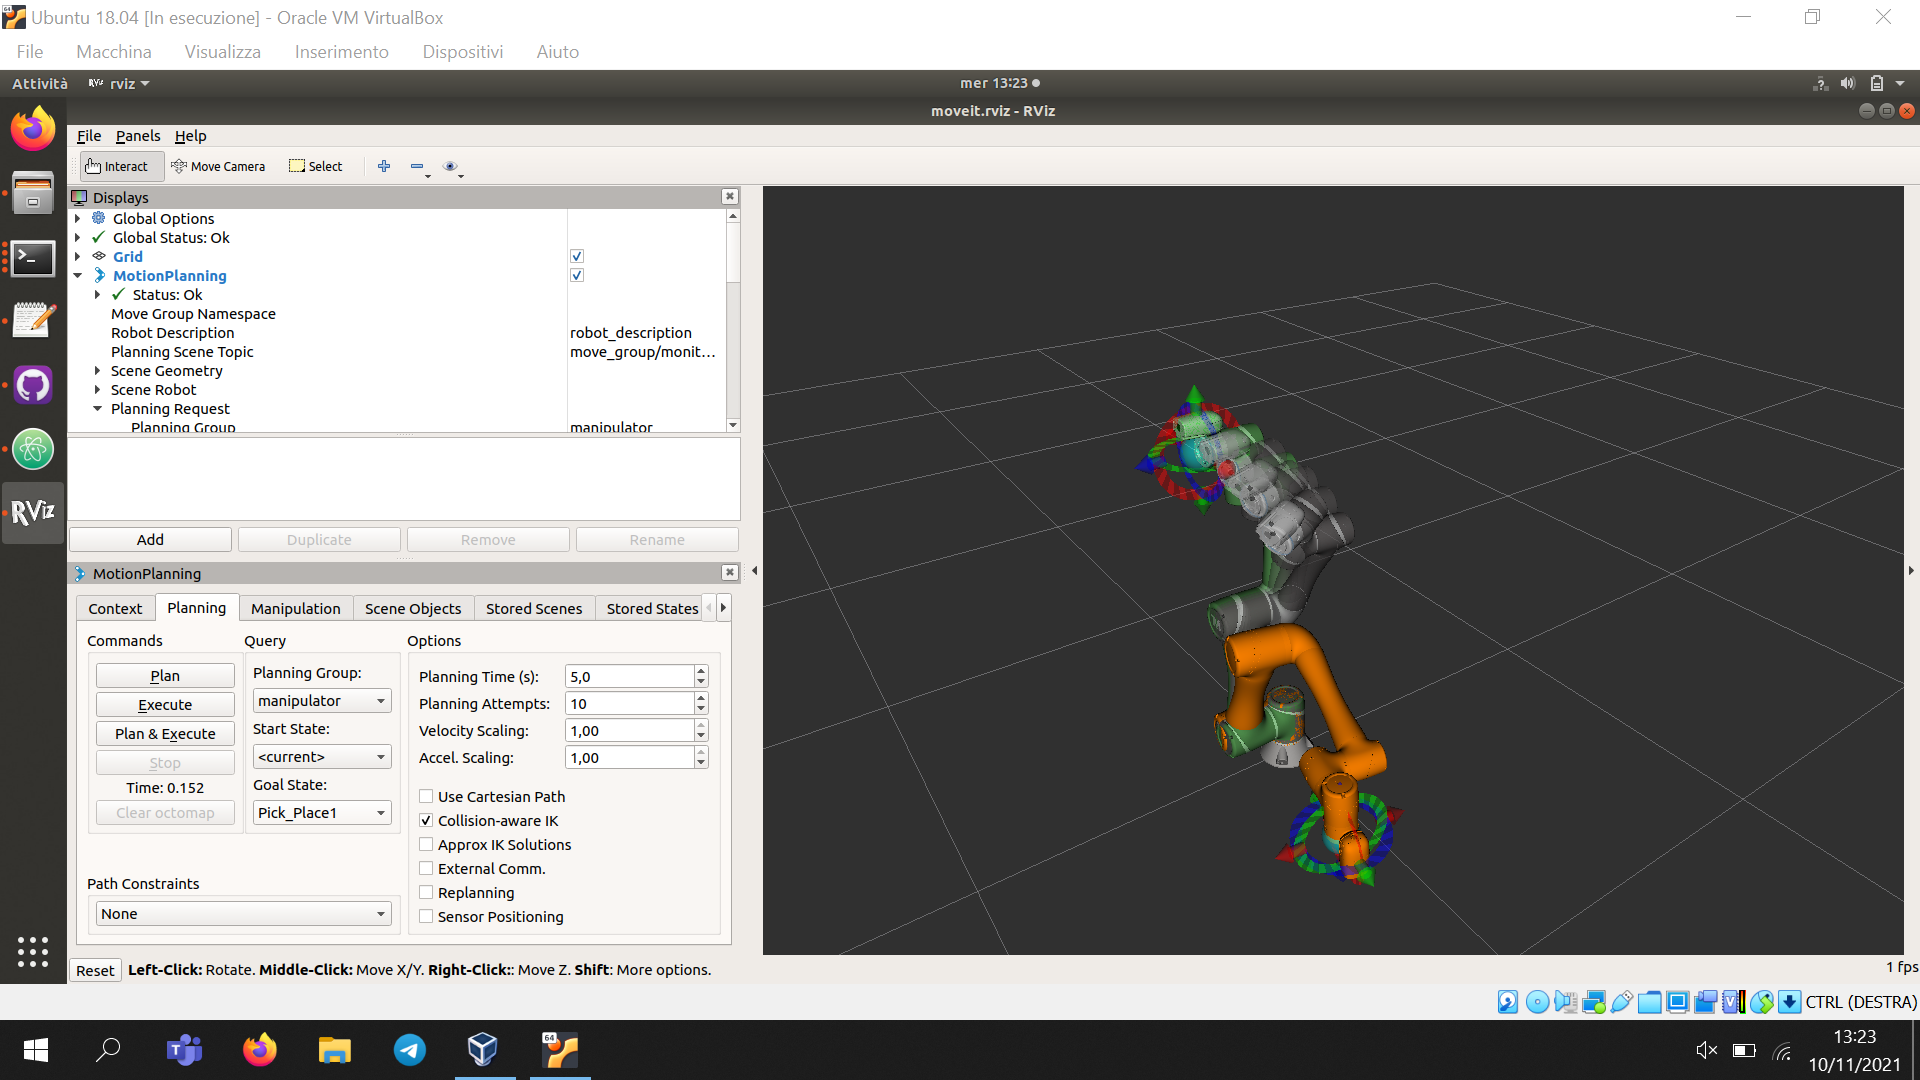 Ubuntu 18.04 [In esecuzione] - Oracle VM VirtualBox
File Macchina Visualizza Inserimento Dispositivi Aiuto
Attività RViz rviz mer 13:23
moveit.rviz - RViz
File Panels Help
Interact Move Camera Select
Displays
Global Options
Global Status: Ok
Grid
MotionPlanning
Status: Ok
Move Group Namespace
Robot Description robot_description
Planning Scene Topic move_group/monit...
Scene Geometry
Scene Robot
Planning Request
Planning Group manipulator
RViz
Add Duplicate Remove Rename
MotionPlanning
Context Planning Manipulation Scene Objects Stored Scenes Stored States
Commands Query Options
Plan
Execute
Plan & Execute
Stop
Time: 0.152
Clear octomap
Planning Group:
manipulator
Start State:
<current>
Goal State:
Pick_Place1
Planning Time (s): 5,0
Planning Attempts: 10
Velocity Scaling: 1,00
Accel. Scaling: 1,00
Use Cartesian Path
Collision-aware IK
Approx IK Solutions
External Comm.
Replanning
Sensor Positioning
Path Constraints
None
Reset Left-Click: Rotate. Middle-Click: Move X/Y. Right-Click:: Move Z. Shift: More options.
1 fps
CTRL (DESTRA)
64
13:23
10/11/2021